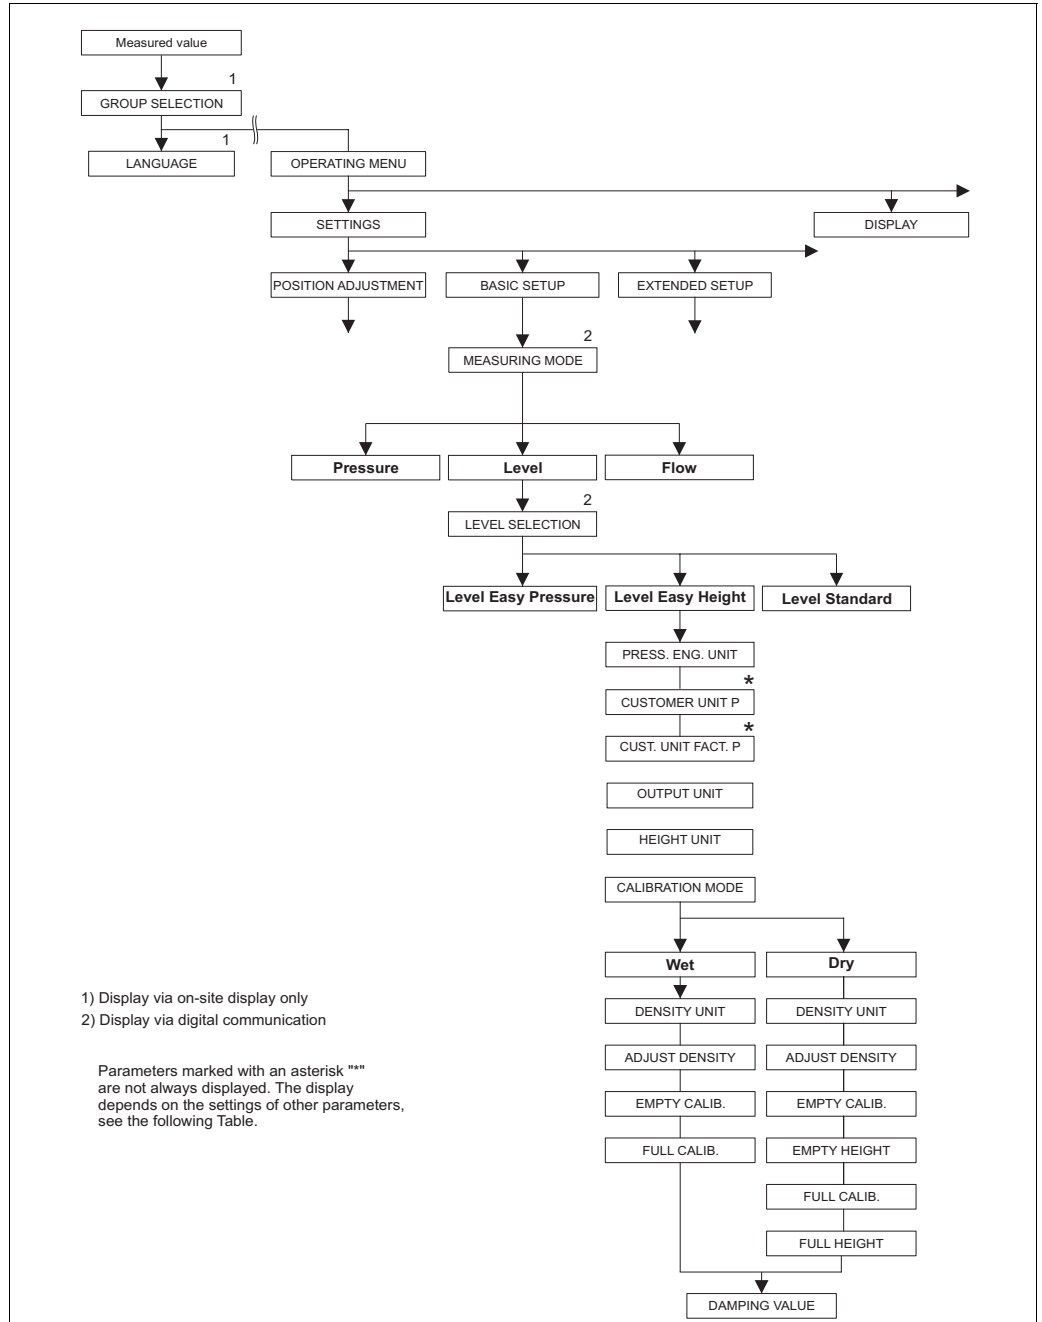 Measured value
1
GROUP SELECTION
1
LANGUAGE
OPERATING MENU
SETTINGS
DISPLAY
POSITION ADJUSTMENT
BASIC SETUP
EXTENDED SETUP
2
MEASURING MODE
Pressure
Level
Flow
2
LEVEL SELECTION
Level Easy Pressure
Level Easy Height
Level Standard
PRESS. ENG. UNIT
*
CUSTOMER UNIT P
*
CUST. UNIT FACT. P
OUTPUT UNIT
HEIGHT UNIT
CALIBRATION MODE
Wet
Dry
DENSITY UNIT
DENSITY UNIT
ADJUST DENSITY
ADJUST DENSITY
EMPTY CALIB.
EMPTY CALIB.
FULL CALIB.
EMPTY HEIGHT
FULL CALIB.
FULL HEIGHT
DAMPING VALUE
1) Display via on-site display only
2) Display via digital communication
Parameters marked with an asterisk "*"
are not always displayed. The display
depends on the settings of other parameters,
see the following Table.